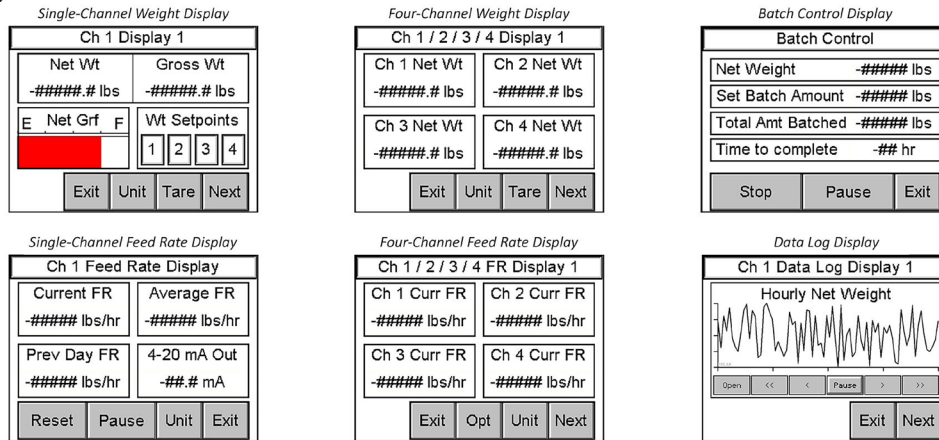 Single-Channel Weight Display
Ch 1 Display 1
Net Wt
-#####.# lbs
Gross Wt
-#####.# lbs
E Net Grf F
Wt Setpoints
1 2 3 4
Exit Unit Tare Next
Four-Channel Weight Display
Ch 1 / 2 / 3 / 4 Display 1
Ch 1 Net Wt
-#####.# lbs
Ch 2 Net Wt
-#####.# lbs
Ch 3 Net Wt
-#####.# lbs
Ch 4 Net Wt
-#####.# lbs
Exit Unit Tare Next
Batch Control Display
Batch Control
Net Weight -##### lbs
Set Batch Amount -##### lbs
Total Amt Batched -##### lbs
Time to complete -## hr
Stop Pause Exit
Single-Channel Feed Rate Display
Ch 1 Feed Rate Display
Current FR
-##### lbs/hr
Average FR
-##### lbs/hr
Prev Day FR
-##### lbs/hr
4-20 mA Out
-##.# mA
Reset Pause Unit Exit
Four-Channel Feed Rate Display
Ch 1 / 2 / 3 / 4 FR Display 1
Ch 1 Curr FR
-##### lbs/hr
Ch 2 Curr FR
-##### lbs/hr
Ch 3 Curr FR
-##### lbs/hr
Ch 4 Curr FR
-##### lbs/hr
Exit Opt Unit Next
Data Log Display
Ch 1 Data Log Display 1
Hourly Net Weight
Open << < Pause > >>
Exit Next